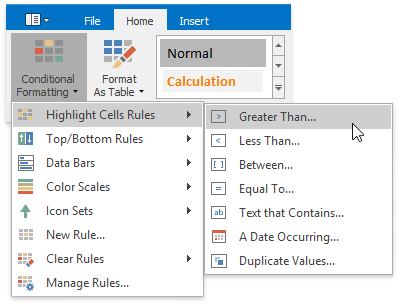 File Home Insert
Conditional Formatting
Format As Table
Normal
Calculation
Highlight Cells Rules
Top/Bottom Rules
Data Bars
Color Scales
Icon Sets
New Rule...
Clear Rules
Manage Rules...
> Greater Than...
< Less Than...
[ ] Between...
= Equal To...
ab Text that Contains...
A Date Occurring...
Duplicate Values...